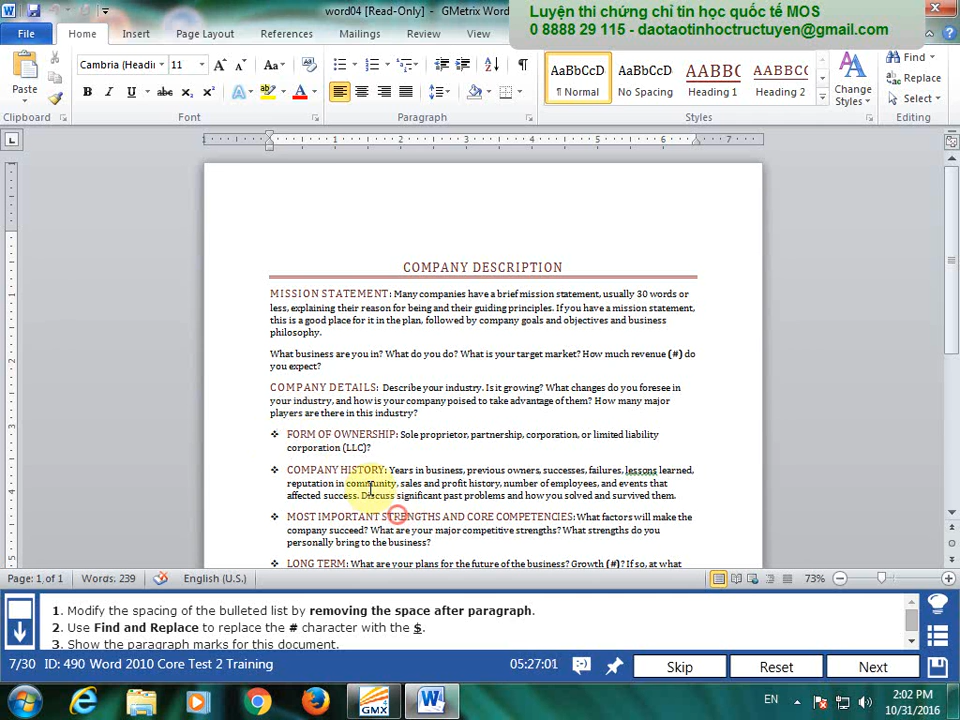 word04 [Read-Only] - GMetrix
Luyện thi chứng chỉ tin học quốc tế MOS
0 8888 29 115 - daotaotinhoctructuyen@gmail.com
File Home Insert Page Layout References Mailings Review View
Cambria (Headi 11
Paste
Clipboard Font Paragraph Styles Editing
AaBbCcD AaBbCcD AABBC AABBCC
¶ Normal No Spacing Heading 1 Heading 2
Change Styles
Find
Replace
Select
COMPANY DESCRIPTION
MISSION STATEMENT: Many companies have a brief mission statement, usually 30 words or
less, explaining their reason for being and their guiding principles. If you have a mission statement,
this is a good place for it in the plan, followed by company goals and objectives and business
philosophy.
What business are you in? What do you do? What is your target market? How much revenue (#) do
you expect?
COMPANY DETAILS: Describe your industry. Is it growing? What changes do you foresee in
your industry, and how is your company poised to take advantage of them? How many major
players are there in this industry?
❖ FORM OF OWNERSHIP: Sole proprietor, partnership, corporation, or limited liability
corporation (LLC)?
❖ COMPANY HISTORY: Years in business, previous owners, successes, failures, lessons learned,
reputation in community, sales and profit history, number of employees, and events that
affected success. Discuss significant past problems and how you solved and survived them.
❖ MOST IMPORTANT STRENGTHS AND CORE COMPETENCIES: What factors will make the
company succeed? What are your major competitive strengths? What strengths do you
personally bring to the business?
❖ LONG TERM: What are your plans for the future of the business? Growth (#)? If so, at what
Page: 1 of 1 Words: 239 English (U.S.) 73%
1. Modify the spacing of the bulleted list by removing the space after paragraph.
2. Use Find and Replace to replace the # character with the $.
3. Show the paragraph marks for this document.
7/30 ID: 490 Word 2010 Core Test 2 Training 05:27:01 Skip Reset Next
GMX
EN
2:02 PM
10/31/2016